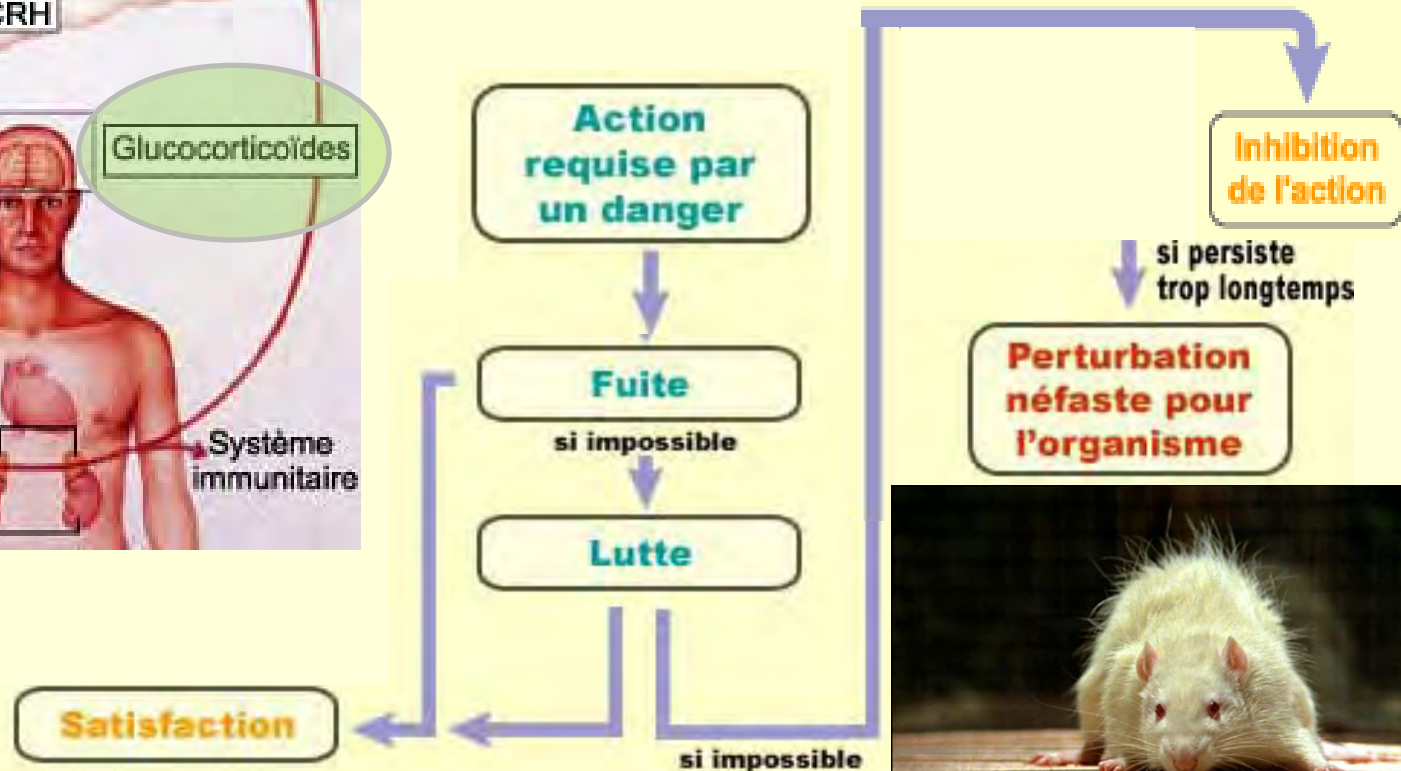 Glucocorticoïdes
Système
immunitaire
Action
requise par
un danger
Fuite
si impossible
Lutte
Satisfaction
si impossible
Inhibition
de l'action
si persiste
trop longtemps
Perturbation
néfaste pour
l'organisme